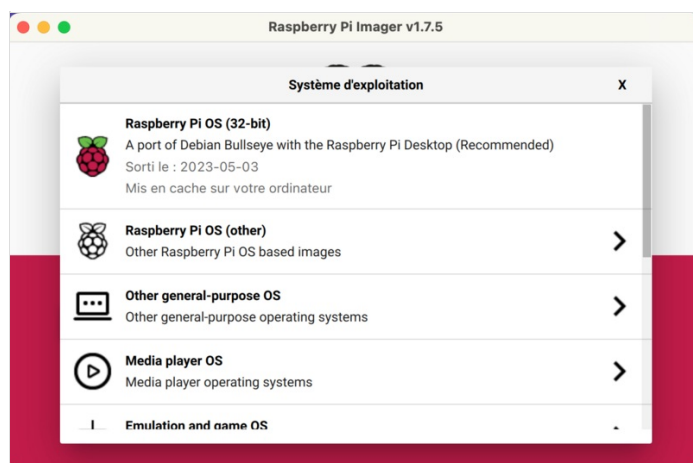 Raspberry Pi Imager v1.7.5
Système d'exploitation
X
Raspberry Pi OS (32-bit)
A port of Debian Bullseye with the Raspberry Pi Desktop (Recommended)
Sorti le : 2023-05-03
Mis en cache sur votre ordinateur
Raspberry Pi OS (other)
Other Raspberry Pi OS based images
Other general-purpose OS
Other general-purpose operating systems
Media player OS
Media player operating systems
Emulation and game OS